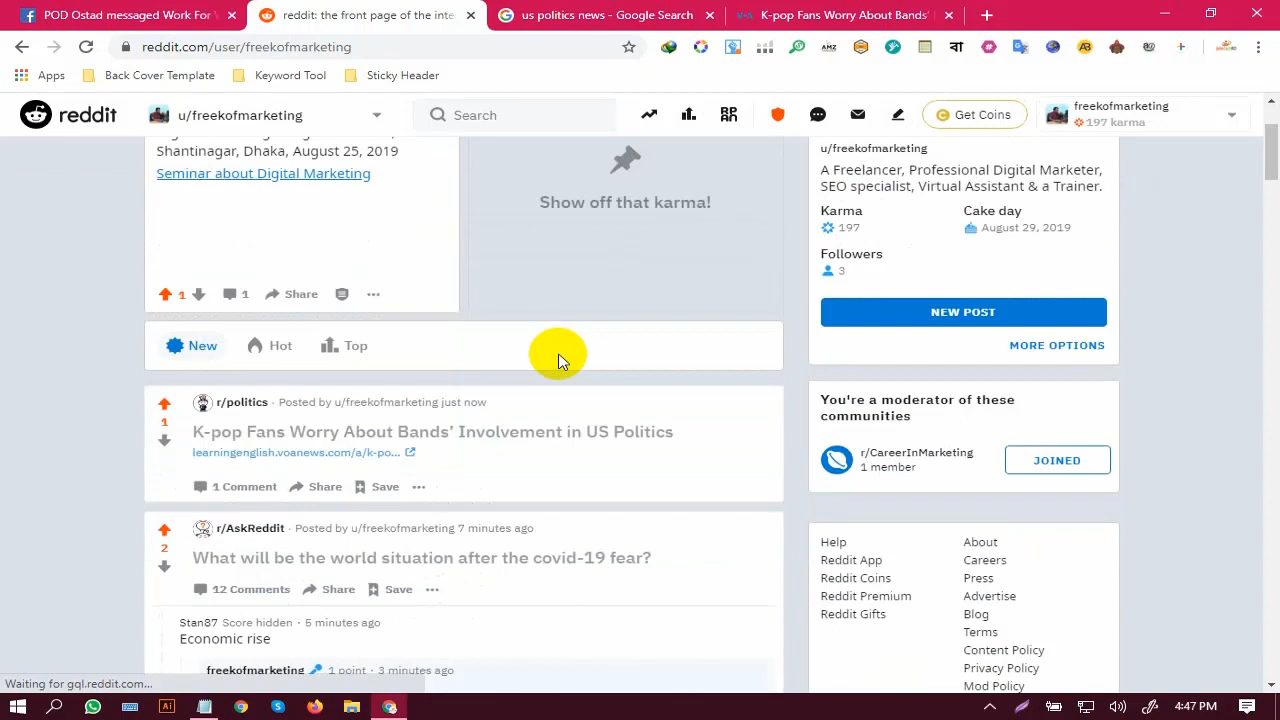 POD Ostad messaged Work For
reddit: the front page of the inte
us politics news - Google Search
K-pop Fans Worry About Bands'
reddit.com/user/freekofmarketing
AMZ
বা
AB
Apps
Back Cover Template
Keyword Tool
Sticky Header
reddit
u/freekofmarketing
Search
Get Coins
freekofmarketing
197 karma
Shantinagar, Dhaka, August 25, 2019
Seminar about Digital Marketing
1
1
Share
Show off that karma!
New
Hot
Top
r/politics · Posted by u/freekofmarketing just now
1
K-pop Fans Worry About Bands’ Involvement in US Politics
learningenglish.voanews.com/a/k-po...
1 Comment
Share
Save
r/AskReddit · Posted by u/freekofmarketing 7 minutes ago
2
What will be the world situation after the covid-19 fear?
12 Comments
Share
Save
Stan87 Score hidden · 5 minutes ago
Economic rise
freekofmarketing 1 point · 3 minutes ago
u/freekofmarketing
A Freelancer, Professional Digital Marketer,
SEO specialist, Virtual Assistant & a Trainer.
Karma
Cake day
197
August 29, 2019
Followers
3
NEW POST
MORE OPTIONS
You're a moderator of these
communities
r/CareerInMarketing
1 member
JOINED
Help
About
Reddit App
Careers
Reddit Coins
Press
Reddit Premium
Advertise
Reddit Gifts
Blog
Terms
Content Policy
Privacy Policy
Mod Policy
Waiting for gql.reddit.com...
4:47 PM